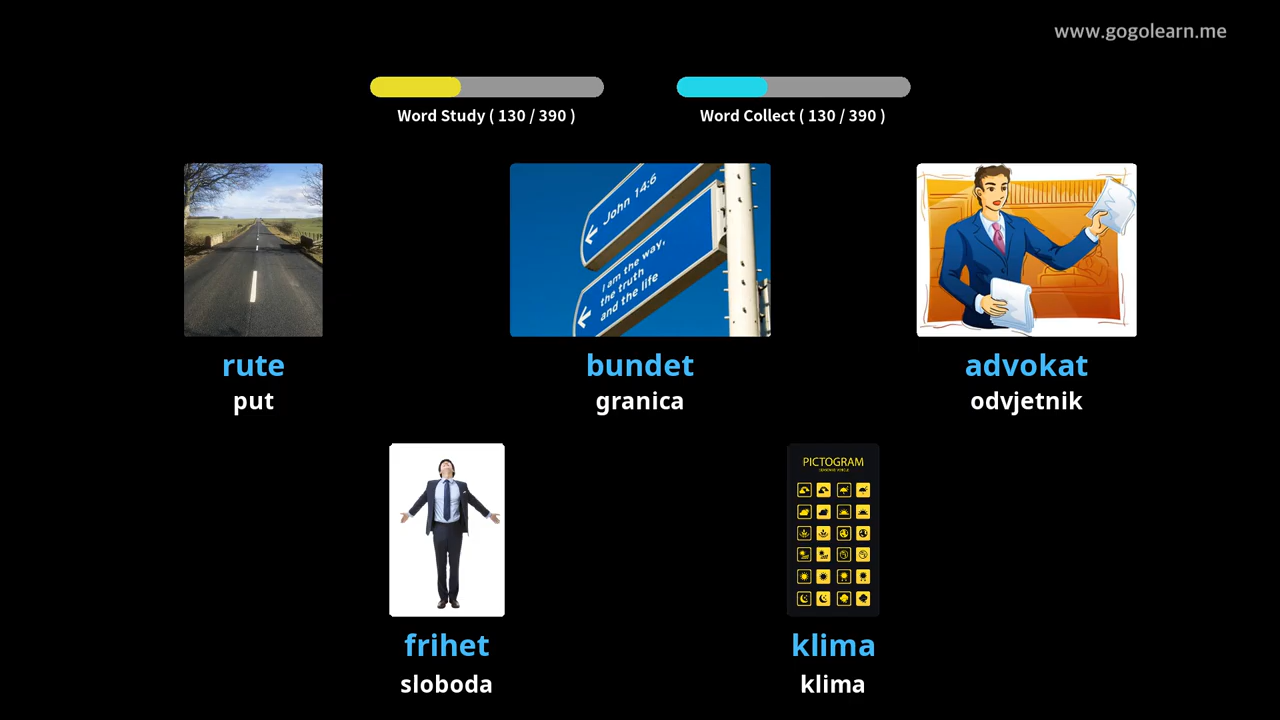 www.gogolearn.me
Word Study ( 130 / 390 )
Word Collect ( 130 / 390 )
John 14:6
I am the way,
the truth
and the life
rute
put
bundet
granica
advokat
odvjetnik
PICTOGRAM
frihet
sloboda
klima
klima